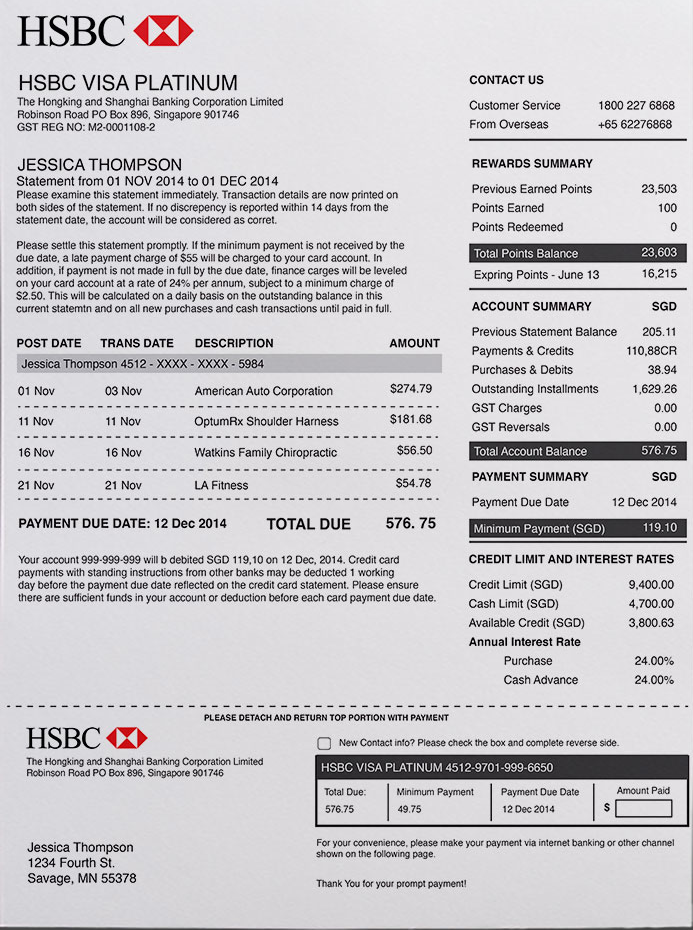 HSBC
HSBC VISA PLATINUM
The Hongking and Shanghai Banking Corporation Limited
Robinson Road PO Box 896, Singapore 901746
GST REG NO: M2-0001108-2
JESSICA THOMPSON
Statement from 01 NOV 2014 to 01 DEC 2014
Please examine this statement immediately. Transaction details are now printed on
both sides of the statement. If no discrepency is reported within 14 days from the
statement date, the account will be considered as corret.
Please settle this statement promptly. If the minimum payment is not received by the
due date, a late payment charge of $55 will be charged to your card account. In
addition, if payment is not made in full by the due date, finance carges will be leveled
on your card account at a rate of 24% per annum, subject to a minimum charge of
$2.50. This will be calculated on a daily basis on the outstanding balance in this
current statemtn and on all new purchases and cash transactions until paid in full.
POST DATE TRANS DATE DESCRIPTION AMOUNT
Jessica Thompson 4512 - XXXX - XXXX - 5984
01 Nov 03 Nov American Auto Corporation $274.79
11 Nov 11 Nov OptumRx Shoulder Harness $181.68
16 Nov 16 Nov Watkins Family Chiropractic $56.50
21 Nov 21 Nov LA Fitness $54.78
PAYMENT DUE DATE: 12 Dec 2014 TOTAL DUE 576. 75
Your account 999-999-999 will b debited SGD 119,10 on 12 Dec, 2014. Credit card
payments with standing instructions from other banks may be deducted 1 working
day before the payment due date reflected on the credit card statement. Please ensure
there are sufficient funds in your account or deduction before each card payment due date.
CONTACT US
Customer Service 1800 227 6868
From Overseas +65 62276868
REWARDS SUMMARY
Previous Earned Points 23,503
Points Earned 100
Points Redeemed 0
Total Points Balance 23,603
Expring Points - June 13 16,215
ACCOUNT SUMMARY SGD
Previous Statement Balance 205.11
Payments & Credits 110,88CR
Purchases & Debits 38.94
Outstanding Installments 1,629.26
GST Charges 0.00
GST Reversals 0.00
Total Account Balance 576.75
PAYMENT SUMMARY SGD
Payment Due Date 12 Dec 2014
Minimum Payment (SGD) 119.10
CREDIT LIMIT AND INTEREST RATES
Credit Limit (SGD) 9,400.00
Cash Limit (SGD) 4,700.00
Available Credit (SGD) 3,800.63
Annual Interest Rate
Purchase 24.00%
Cash Advance 24.00%
PLEASE DETACH AND RETURN TOP PORTION WITH PAYMENT
HSBC
The Hongking and Shanghai Banking Corporation Limited
Robinson Road PO Box 896, Singapore 901746
Jessica Thompson
1234 Fourth St.
Savage, MN 55378
New Contact info? Please check the box and complete reverse side.
HSBC VISA PLATINUM 4512-9701-999-6650
Total Due: Minimum Payment Payment Due Date Amount Paid
576.75 49.75 12 Dec 2014 $
For your convenience, please make your payment via internet banking or other channel
shown on the following page.
Thank You for your prompt payment!